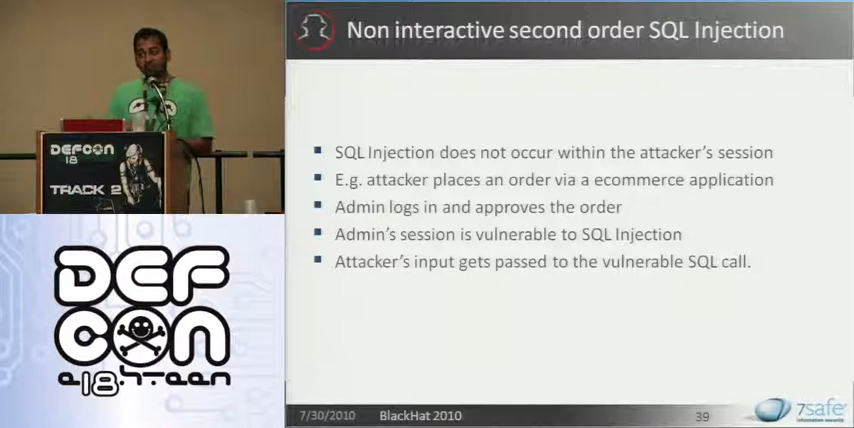 Non interactive second order SQL Injection
SQL Injection does not occur within the attacker's session
E.g. attacker places an order via a ecommerce application
Admin logs in and approves the order
Admin's session is vulnerable to SQL Injection
Attacker's input gets passed to the vulnerable SQL call.
7/30/2010 BlackHat 2010 39
7safe
information security
DEFCON
18
TRACK 2
DEF
CON